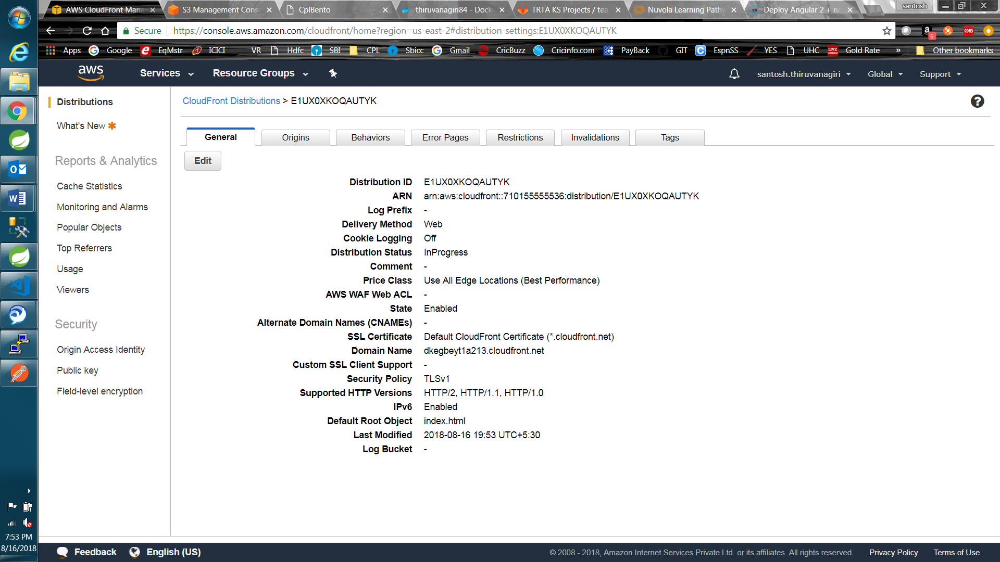 AWS CloudFront Mana
S3 Management Cons
CplBento
thiruvanagiri84 - Dock
TRTA KS Projects / tea
Nuvola Learning Pathw
Deploy Angular 2 + no
santosh
Secure
https://console.aws.amazon.com/cloudfront/home?region=us-east-2#distribution-settings:E1UX0XKOQAUTYK
6
CORS
Apps
Google
EqMstr
ICICI
VR
Hdfc
SBI
CPL
Sbicc
Gmail
CricBuzz
Cricinfo.com
PayBack
GIT
EspnSS
YES
UHC
Gold Rate
»
Other bookmarks
aws
Services
Resource Groups
santosh.thiruvanagiri
Global
Support
Distributions
What's New
Reports & Analytics
Cache Statistics
Monitoring and Alarms
Popular Objects
Top Referrers
Usage
Viewers
Security
Origin Access Identity
Public key
Field-level encryption
CloudFront Distributions > E1UX0XKOQAUTYK
General
Origins
Behaviors
Error Pages
Restrictions
Invalidations
Tags
Edit
Distribution ID E1UX0XKOQAUTYK
ARN arn:aws:cloudfront::710155555536:distribution/E1UX0XKOQAUTYK
Log Prefix -
Delivery Method Web
Cookie Logging Off
Distribution Status InProgress
Comment -
Price Class Use All Edge Locations (Best Performance)
AWS WAF Web ACL -
State Enabled
Alternate Domain Names (CNAMEs) -
SSL Certificate Default CloudFront Certificate (*.cloudfront.net)
Domain Name dkegbeyt1a213.cloudfront.net
Custom SSL Client Support -
Security Policy TLSv1
Supported HTTP Versions HTTP/2, HTTP/1.1, HTTP/1.0
IPv6 Enabled
Default Root Object index.html
Last Modified 2018-08-16 19:53 UTC+5:30
Log Bucket -
7:53 PM
8/16/2018
Feedback
English (US)
© 2008 - 2018, Amazon Internet Services Private Ltd. or its affiliates. All rights reserved.
Privacy Policy
Terms of Use